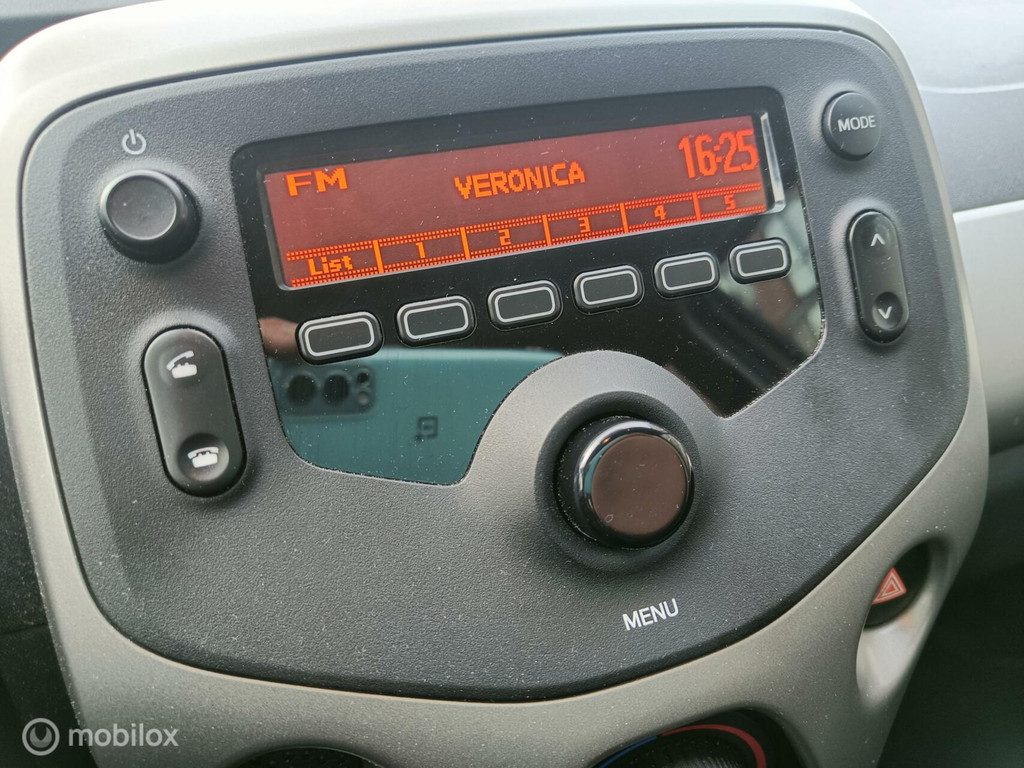 FM VERONICA 16:25
List 1 2 3 4 5
MODE
MENU
mobilox